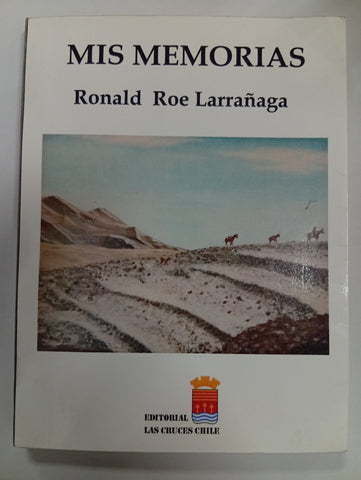 MIS MEMORIAS
Ronald Roe Larrañaga
EDITORIAL
LAS CRUCES CHILE